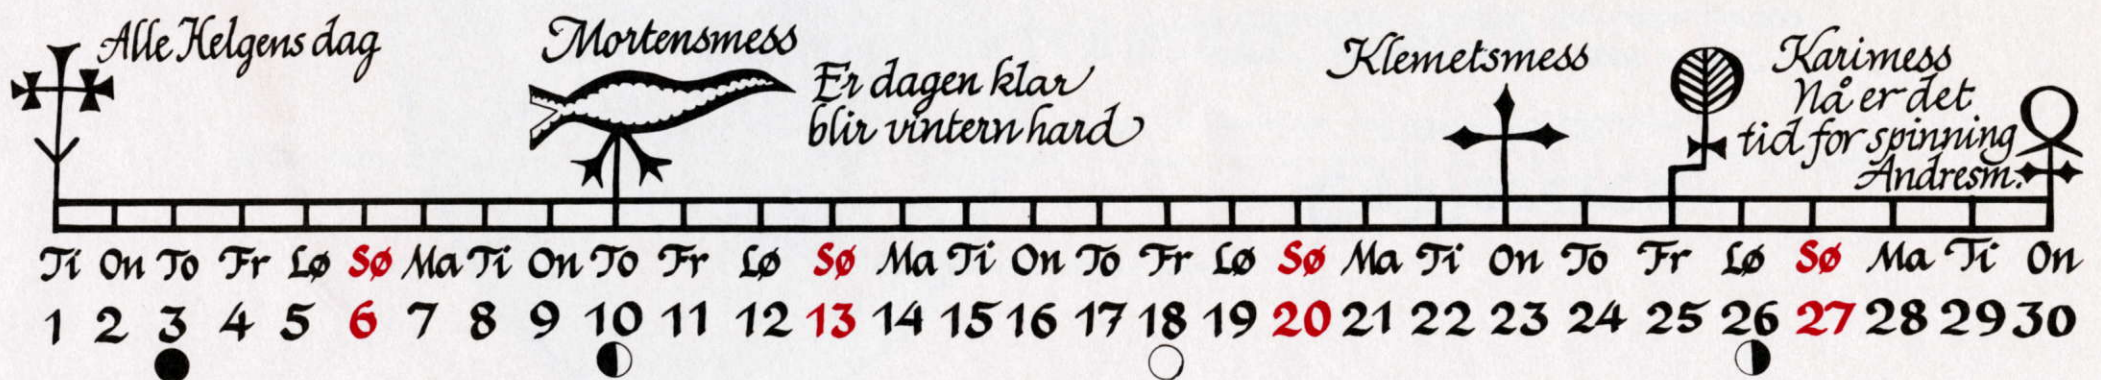 Alle Helgens dag
Mortensmess
Er dagen klar
blir vintern hard
Klemetsmess
Karimess
Nå er det
tid for spinning
Andresm.
Ti On To Fr Lø Sø Ma Ti On To Fr Lø Sø Ma Ti On To Fr Lø Sø Ma Ti On To Fr Lø Sø Ma Ti On
1 2 3 4 5 6 7 8 9 10 11 12 13 14 15 16 17 18 19 20 21 22 23 24 25 26 27 28 29 30